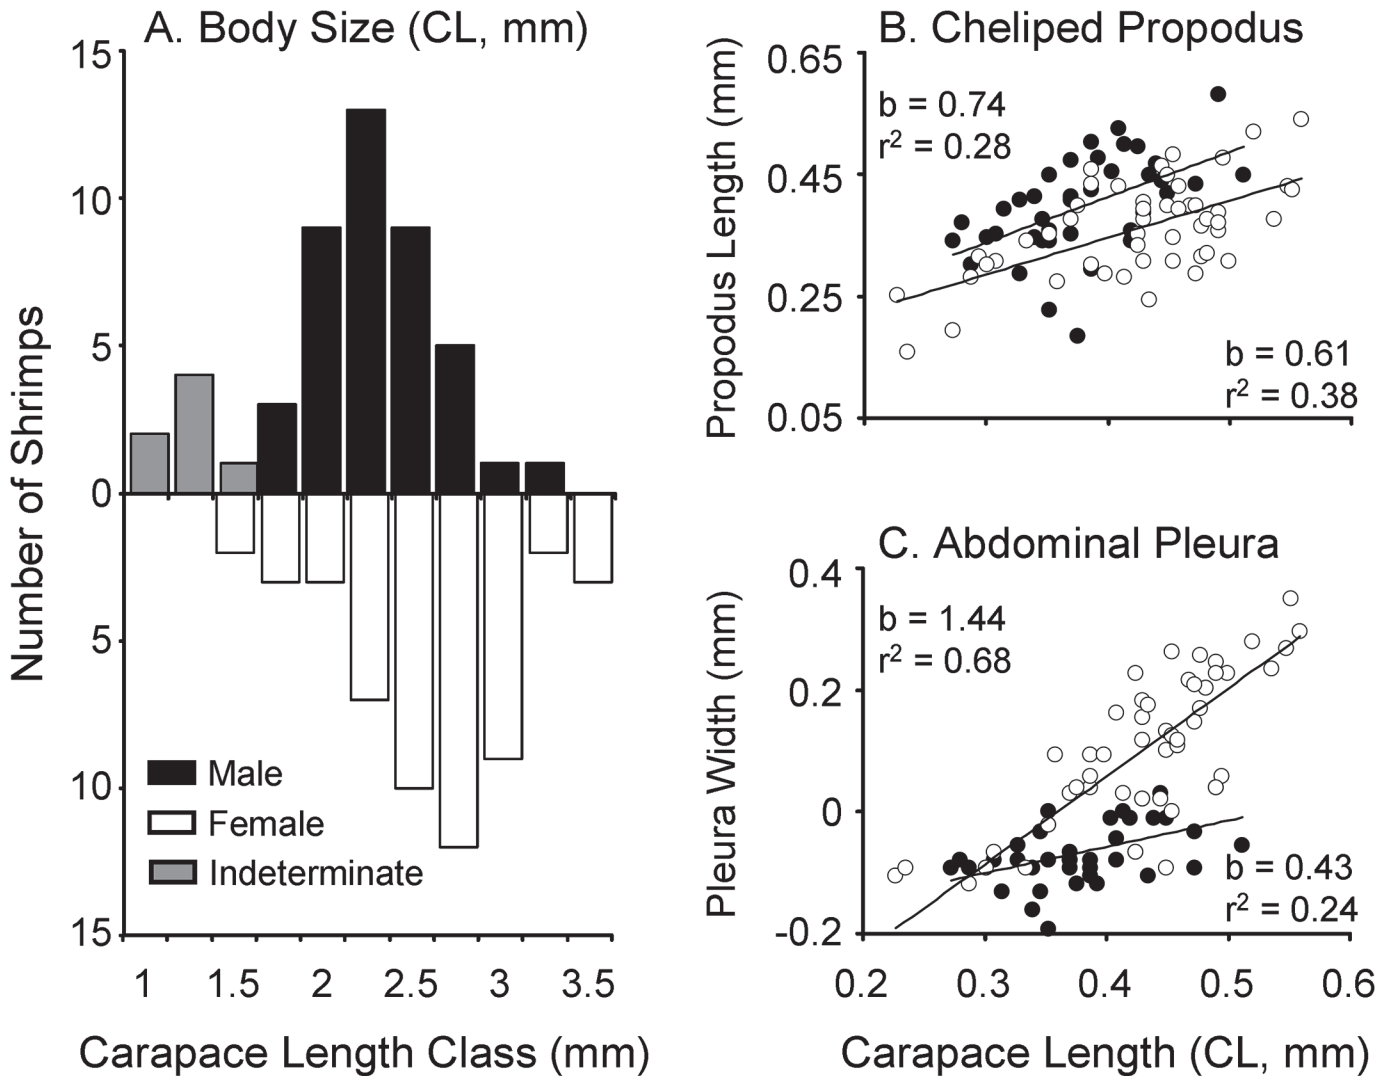 A. Body Size (CL, mm)
15
10
5
0
5
10
15
Number of Shrimps
Male
Female
Indeterminate
1 1.5 2 2.5 3 3.5
Carapace Length Class (mm)
B. Cheliped Propodus
0.65
0.45
0.25
0.05
Propodus Length (mm)
b = 0.74
r² = 0.28
b = 0.61
r² = 0.38
C. Abdominal Pleura
0.4
0.2
0
-0.2
Pleura Width (mm)
b = 1.44
r² = 0.68
b = 0.43
r² = 0.24
0.2 0.3 0.4 0.5 0.6
Carapace Length (CL, mm)